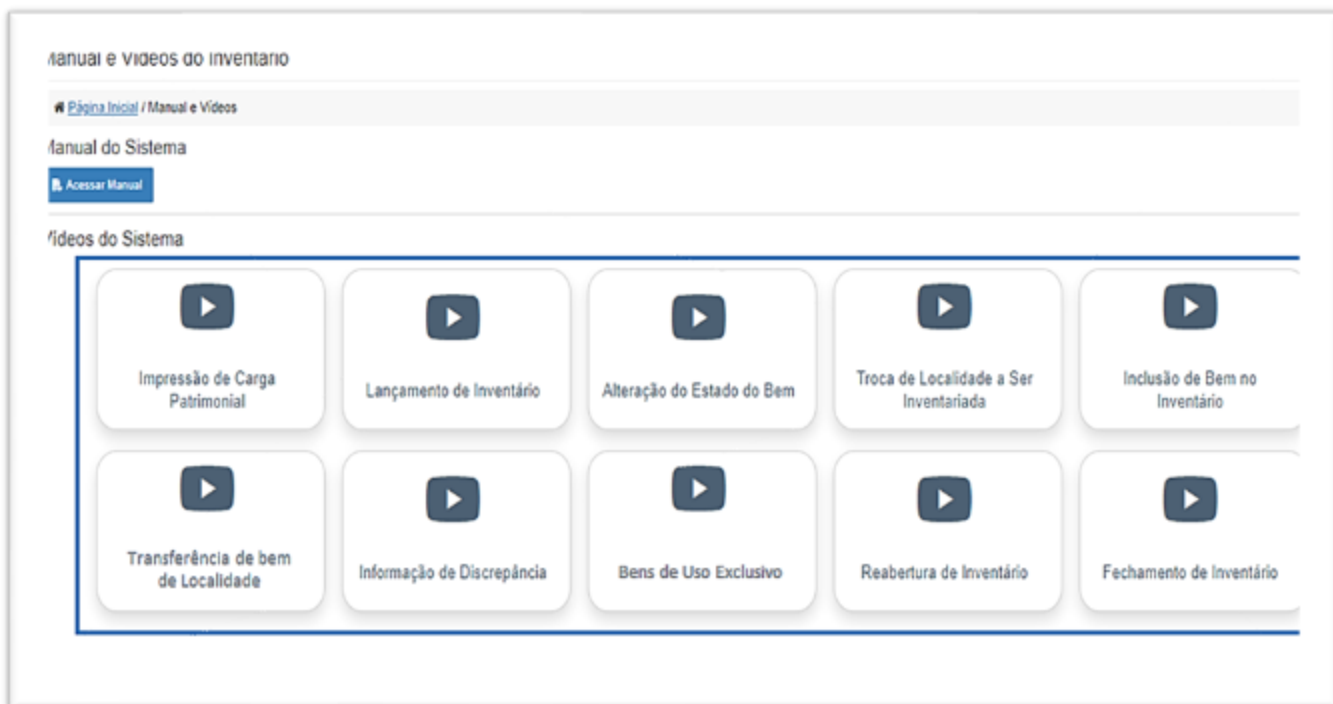 Manual e Vídeos do Inventário
Página Inicial / Manual e Vídeos
Manual do Sistema
Acessar Manual
Vídeos do Sistema
Impressão de Carga
Patrimonial
Lançamento de Inventário
Alteração do Estado do Bem
Troca de Localidade a Ser
Inventariada
Inclusão de Bem no
Inventário
Transferência de bem
de Localidade
Informação de Discrepância
Bens de Uso Exclusivo
Reabertura de Inventário
Fechamento de Inventário